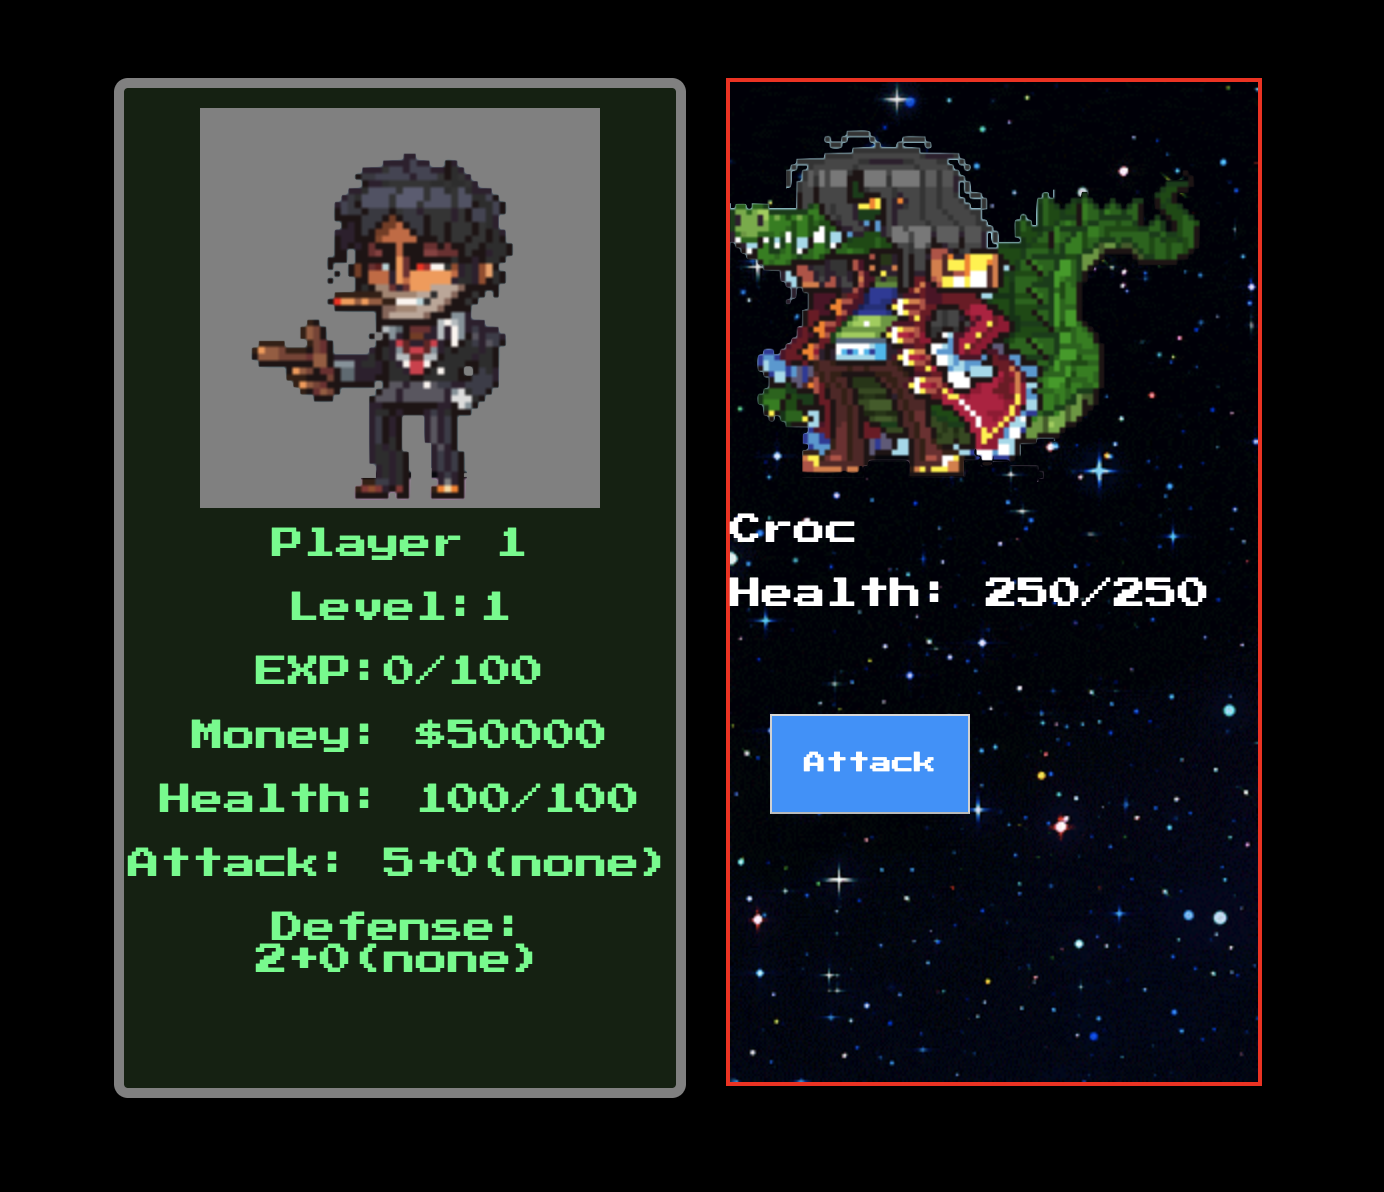 Player 1
Level:1
EXP:0/100
Money: $50000
Health: 100/100
Attack: 5+0(none)
Defense:
2+0(none)
Croc
Health: 250/250
Attack